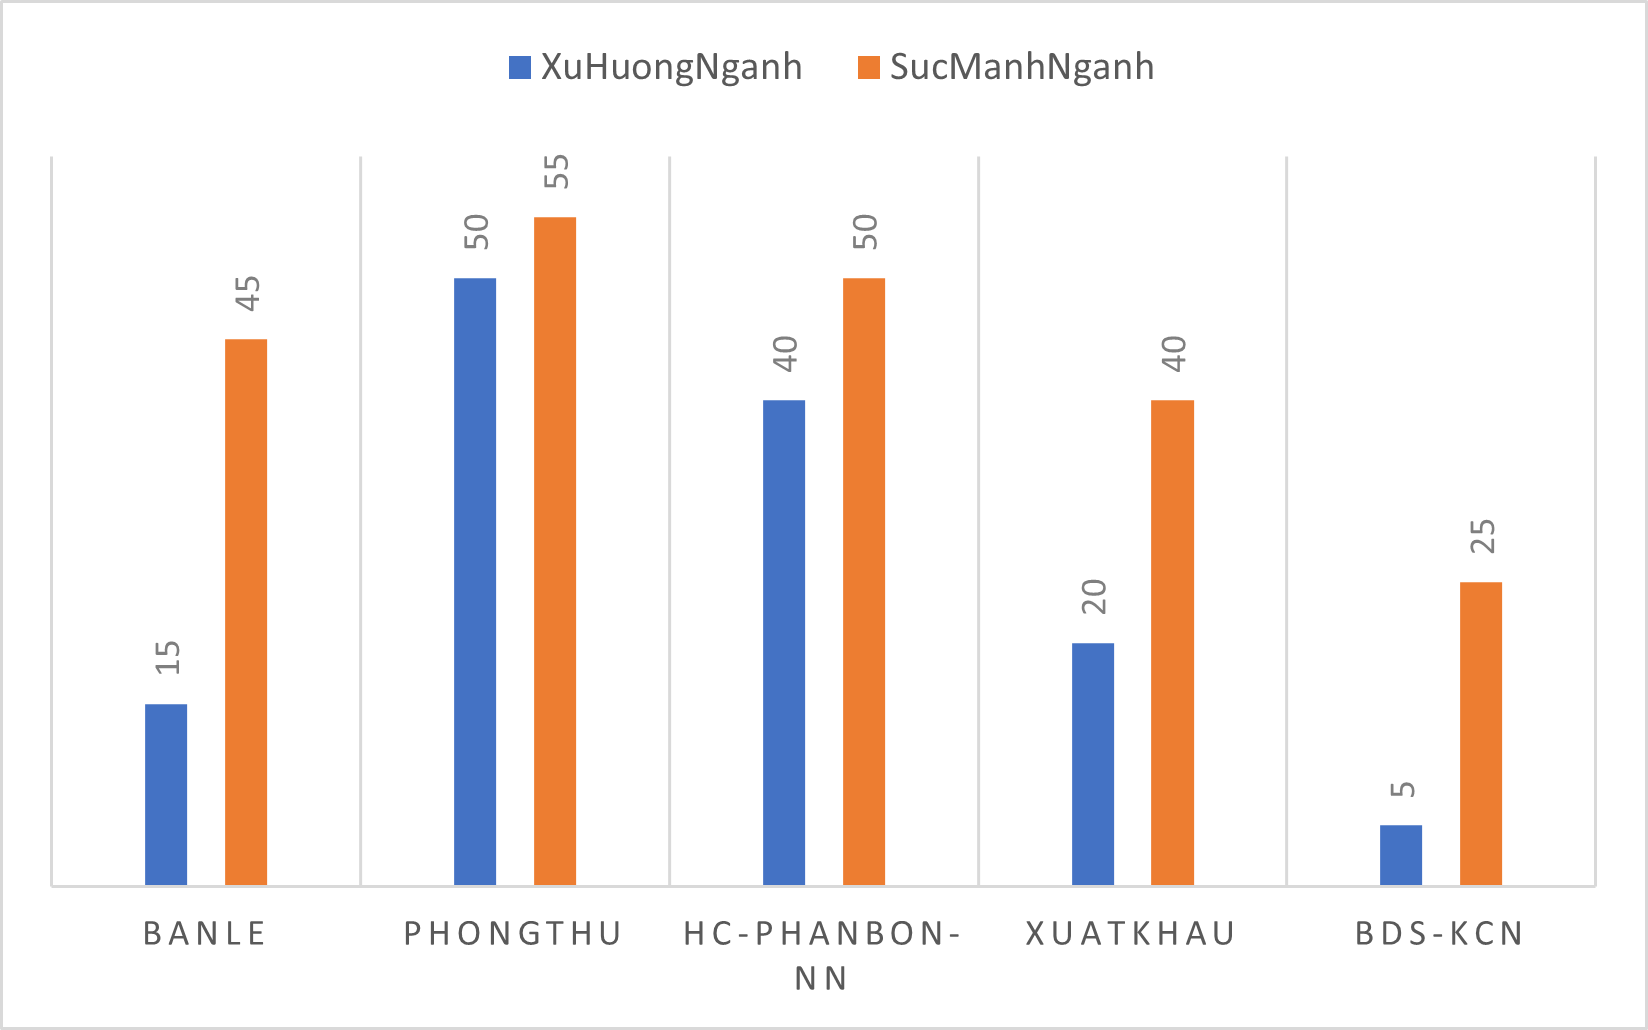 XuHuongNganh SucManhNganh
15 45 50 55 40 50 20 40 5 25
BANLE PHONGTHU HC-PHANBON- XUATKHAU BDS-KCN
NN